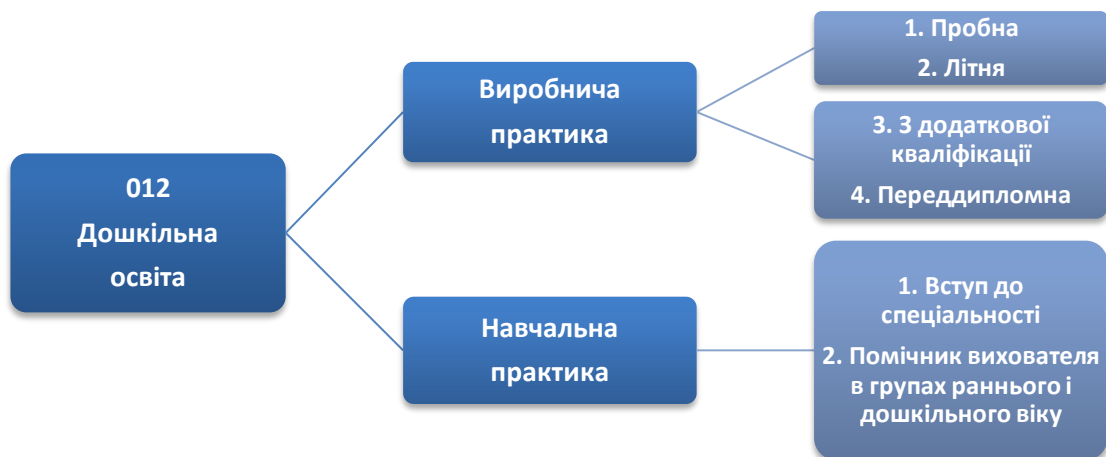 012
Дошкільна
освіта
Виробнича
практика
1. Пробна
2. Літня
3. З додаткової
кваліфікації
4. Переддипломна
Навчальна
практика
1. Вступ до
спеціальності
2. Помічник вихователя
в групах раннього і
дошкільного віку